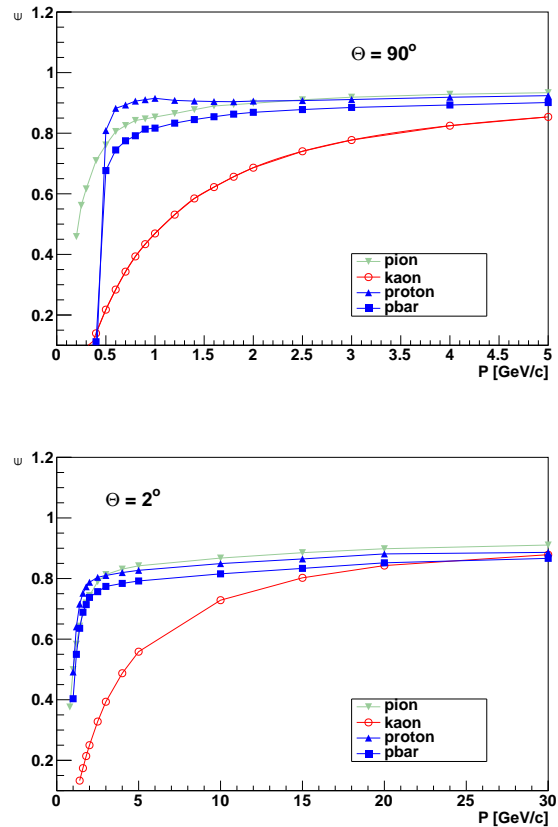 ∈
1.2
Θ = 90°
1
0.8
0.6
0.4
0.2
pion
kaon
proton
pbar
0 0.5 1 1.5 2 2.5 3 3.5 4 4.5 5
P [GeV/c]
∈
1.2
Θ = 2°
1
0.8
0.6
0.4
0.2
pion
kaon
proton
pbar
0 5 10 15 20 25 30
P [GeV/c]